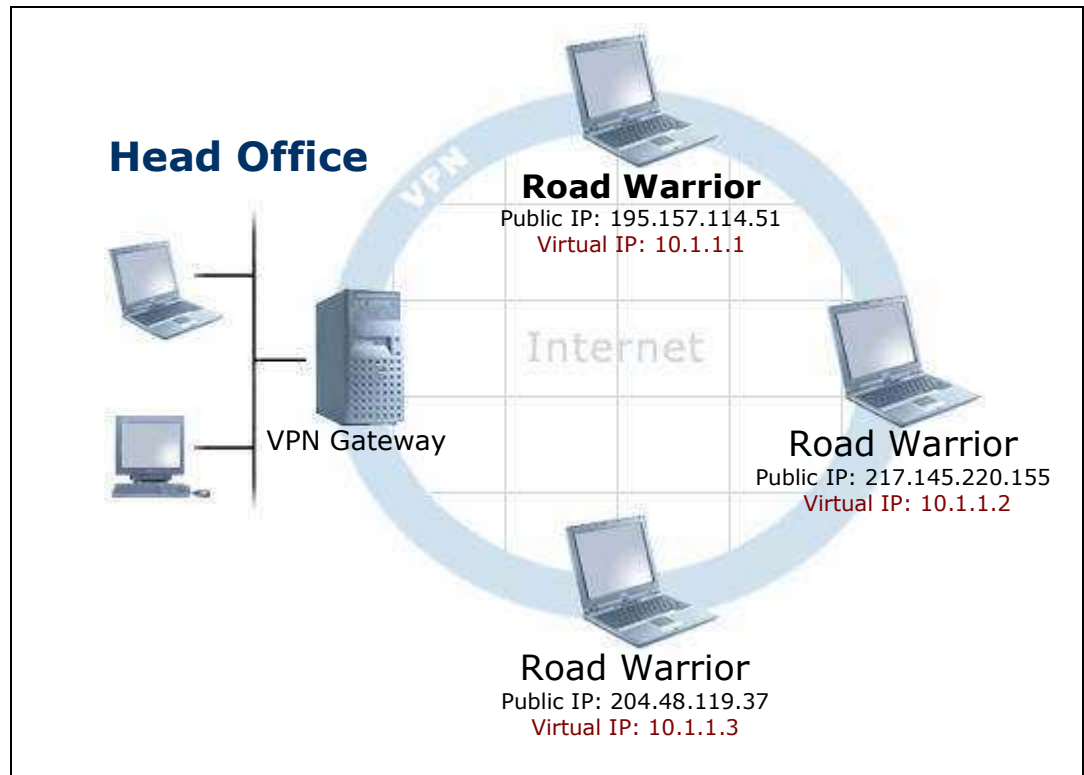 Head Office
VPN
Road Warrior
Public IP: 195.157.114.51
Virtual IP: 10.1.1.1
Internet
VPN Gateway
Road Warrior
Public IP: 217.145.220.155
Virtual IP: 10.1.1.2
Road Warrior
Public IP: 204.48.119.37
Virtual IP: 10.1.1.3